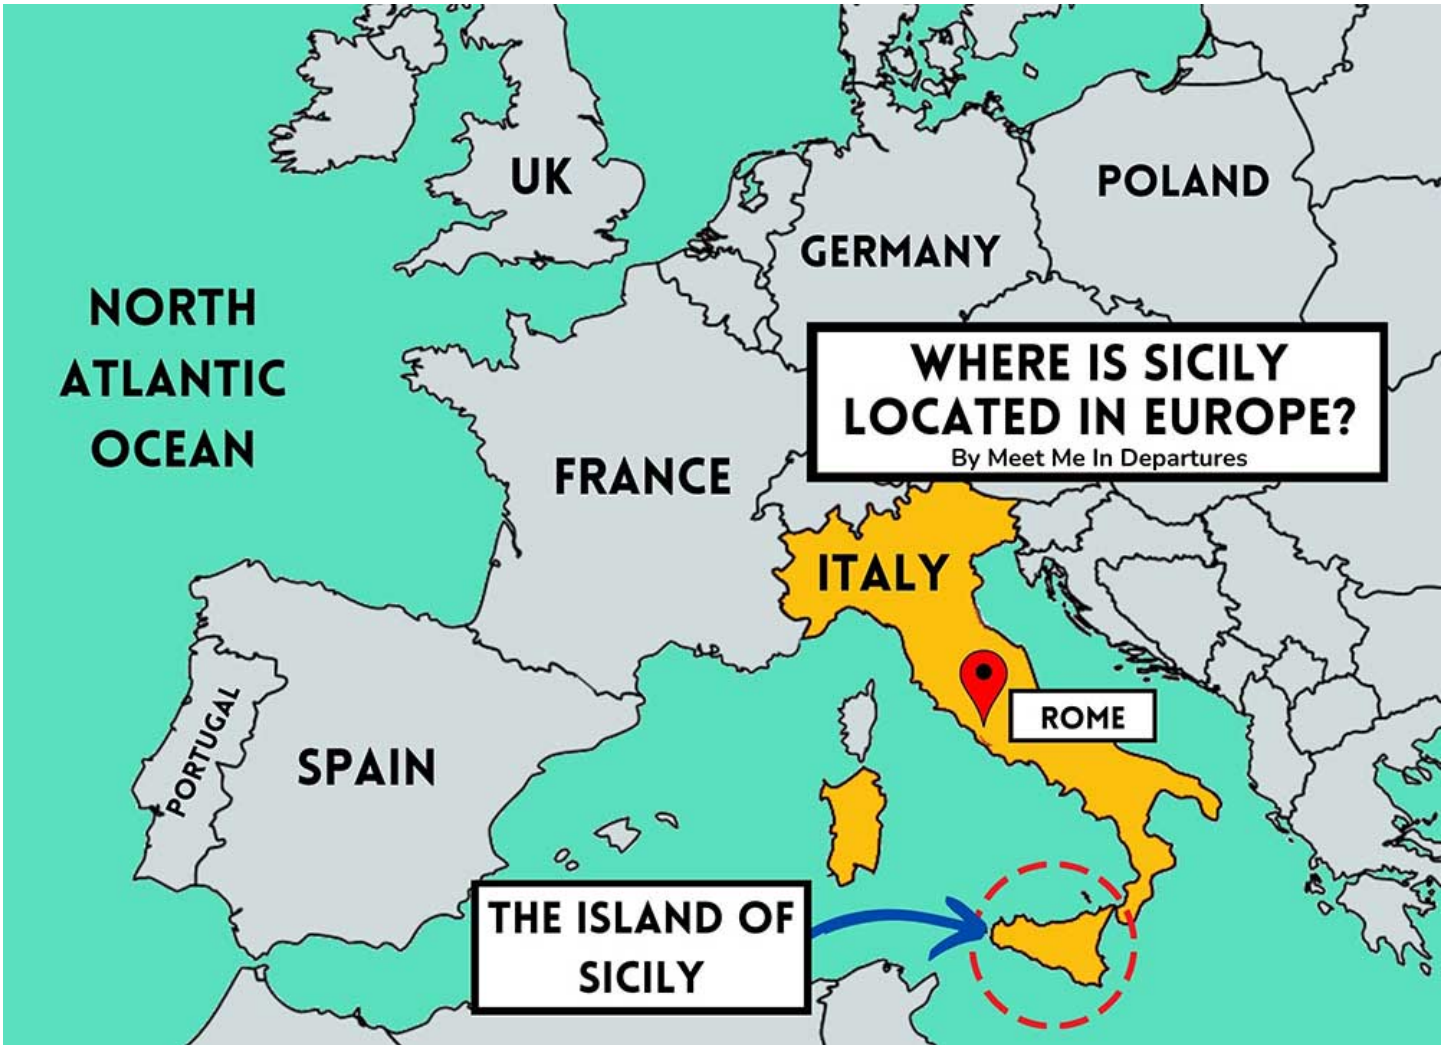 UK
POLAND
GERMANY
NORTH
ATLANTIC
OCEAN
WHERE IS SICILY
LOCATED IN EUROPE?
By Meet Me In Departures
FRANCE
ITALY
ROME
PORTUGAL
SPAIN
THE ISLAND OF
SICILY